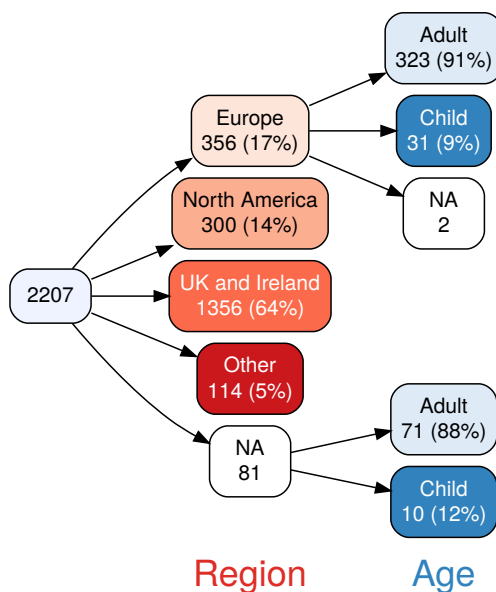 Adult
323 (91%)
Europe
356 (17%)
Child
31 (9%)
NA
2
North America
300 (14%)
2207
UK and Ireland
1356 (64%)
Other
114 (5%)
NA
81
Adult
71 (88%)
Child
10 (12%)
Region
Age